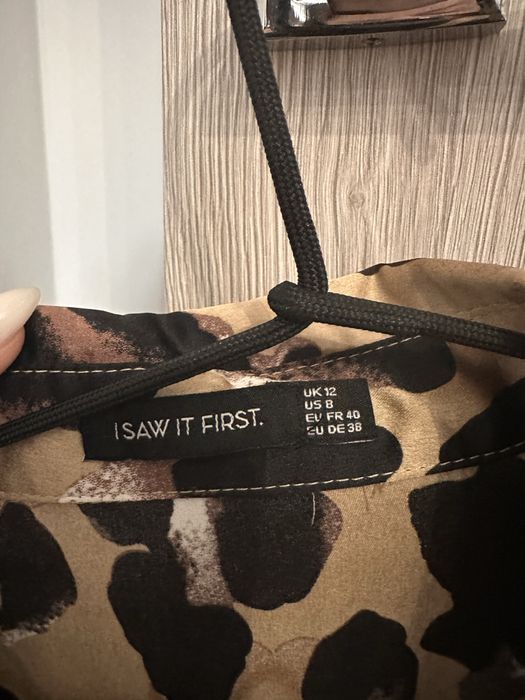 I SAW IT FIRST.
UK 12
US 8
EU FR 40
EU DE 38